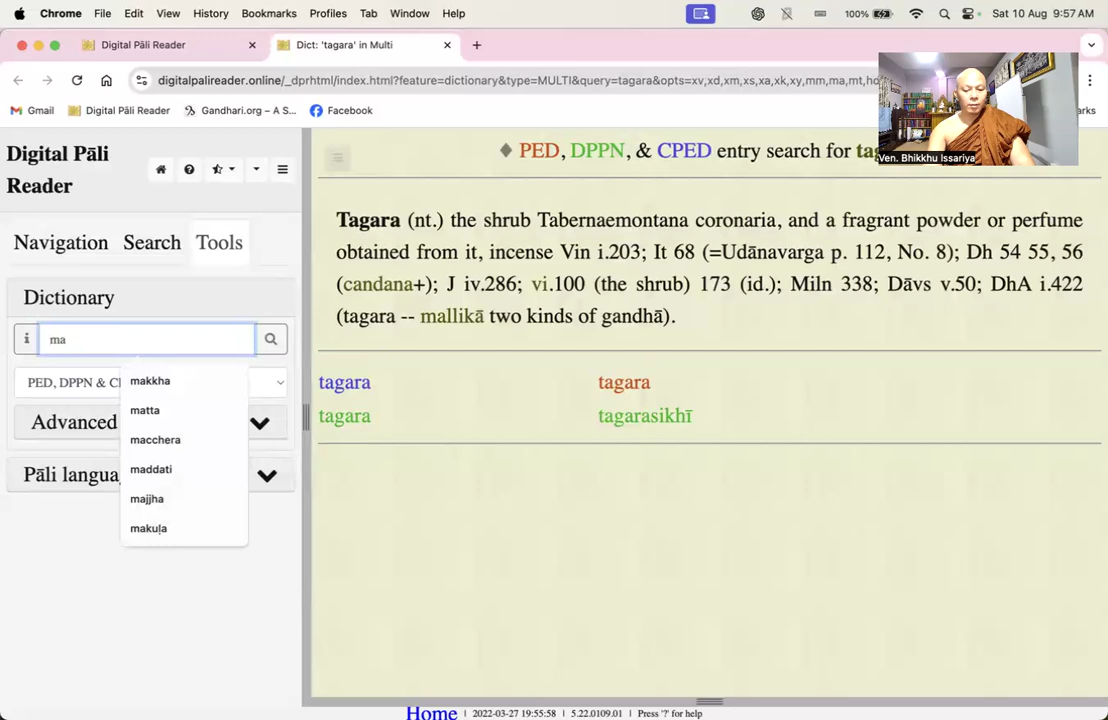 Chrome File Edit View History Bookmarks Profiles Tab Window Help 100% Sat 10 Aug 9:57 AM
Digital Pāli Reader Dict: 'tagara' in Multi
digitalpalireader.online/_dprhtml/index.html?feature=dictionary&type=MULTI&query=tagara&opts=xv,xd,xm,xs,xa,xk,xy,mm,ma,mt,
Gmail Digital Pāli Reader Gandhari.org – A S... Facebook
Ven. Bhikkhu Issariya
Digital Pāli
Reader
Navigation Search Tools
Dictionary
i ma
makkha
matta
macchera
maddati
majjha
makuḷa
PED, DPPN &
Advanced
Pāli
♦ PED, DPPN, & CPED entry search for
Tagara (nt.) the shrub Tabernaemontana coronaria, and a fragrant powder or perfume
obtained from it, incense Vin i.203; It 68 (=Udānavarga p. 112, No. 8); Dh 54 55, 56
(candana+); J iv.286; vi.100 (the shrub) 173 (id.); Miln 338; Dāvs v.50; DhA i.422
(tagara -- mallikā two kinds of gandhā).
tagara tagara
tagara tagarasikhī
Home | 2022-03-27 19:55:58 | 5.22.0109.01 | Press '?' for help